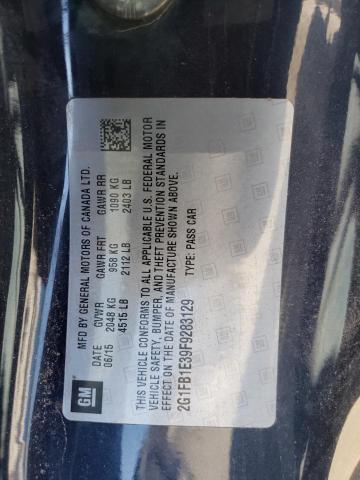 GM
MFD BY GENERAL MOTORS OF CANADA LTD.
DATE GVWR GAWR FRT GAWR RR
06/15 2048 KG 958 KG 1090 KG
4515 LB 2112 LB 2403 LB
THIS VEHICLE CONFORMS TO ALL APPLICABLE U.S. FEDERAL MOTOR
VEHICLE SAFETY, BUMPER, AND THEFT PREVENTION STANDARDS IN
EFFECT ON THE DATE OF MANUFACTURE SHOWN ABOVE.
2G1FB1E39F9283129 TYPE: PASS CAR